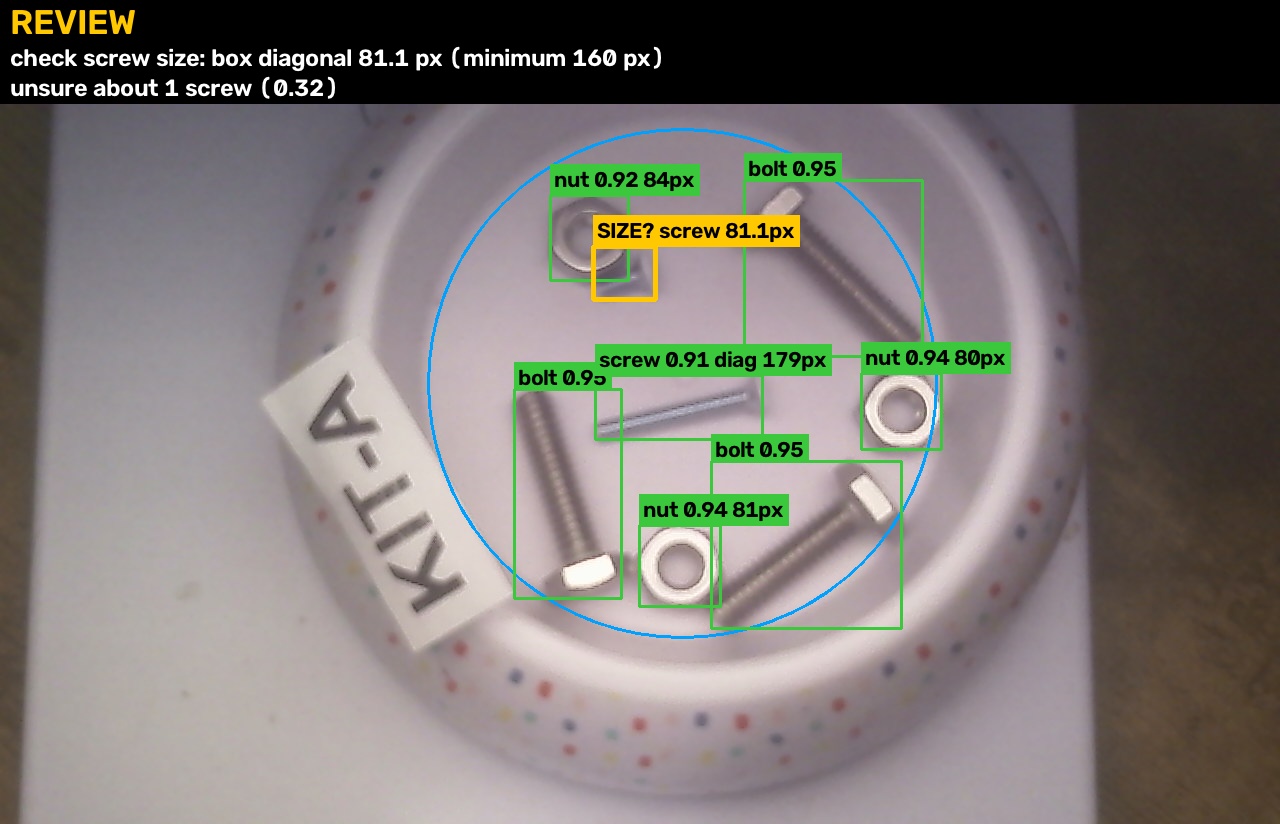 REVIEW
check screw size: box diagonal 81.1 px (minimum 160 px)
unsure about 1 screw (0.32)
nut 0.92 84px
bolt 0.95
SIZE? screw 81.1px
screw 0.91 diag 179px
nut 0.94 80px
bolt 0.95
bolt 0.95
nut 0.94 81px
KIT-A